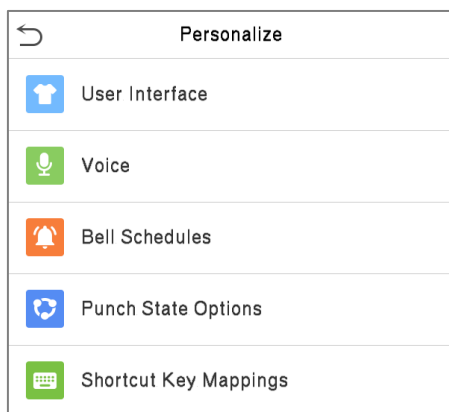 Personalize
User Interface
Voice
Bell Schedules
Punch State Options
Shortcut Key Mappings